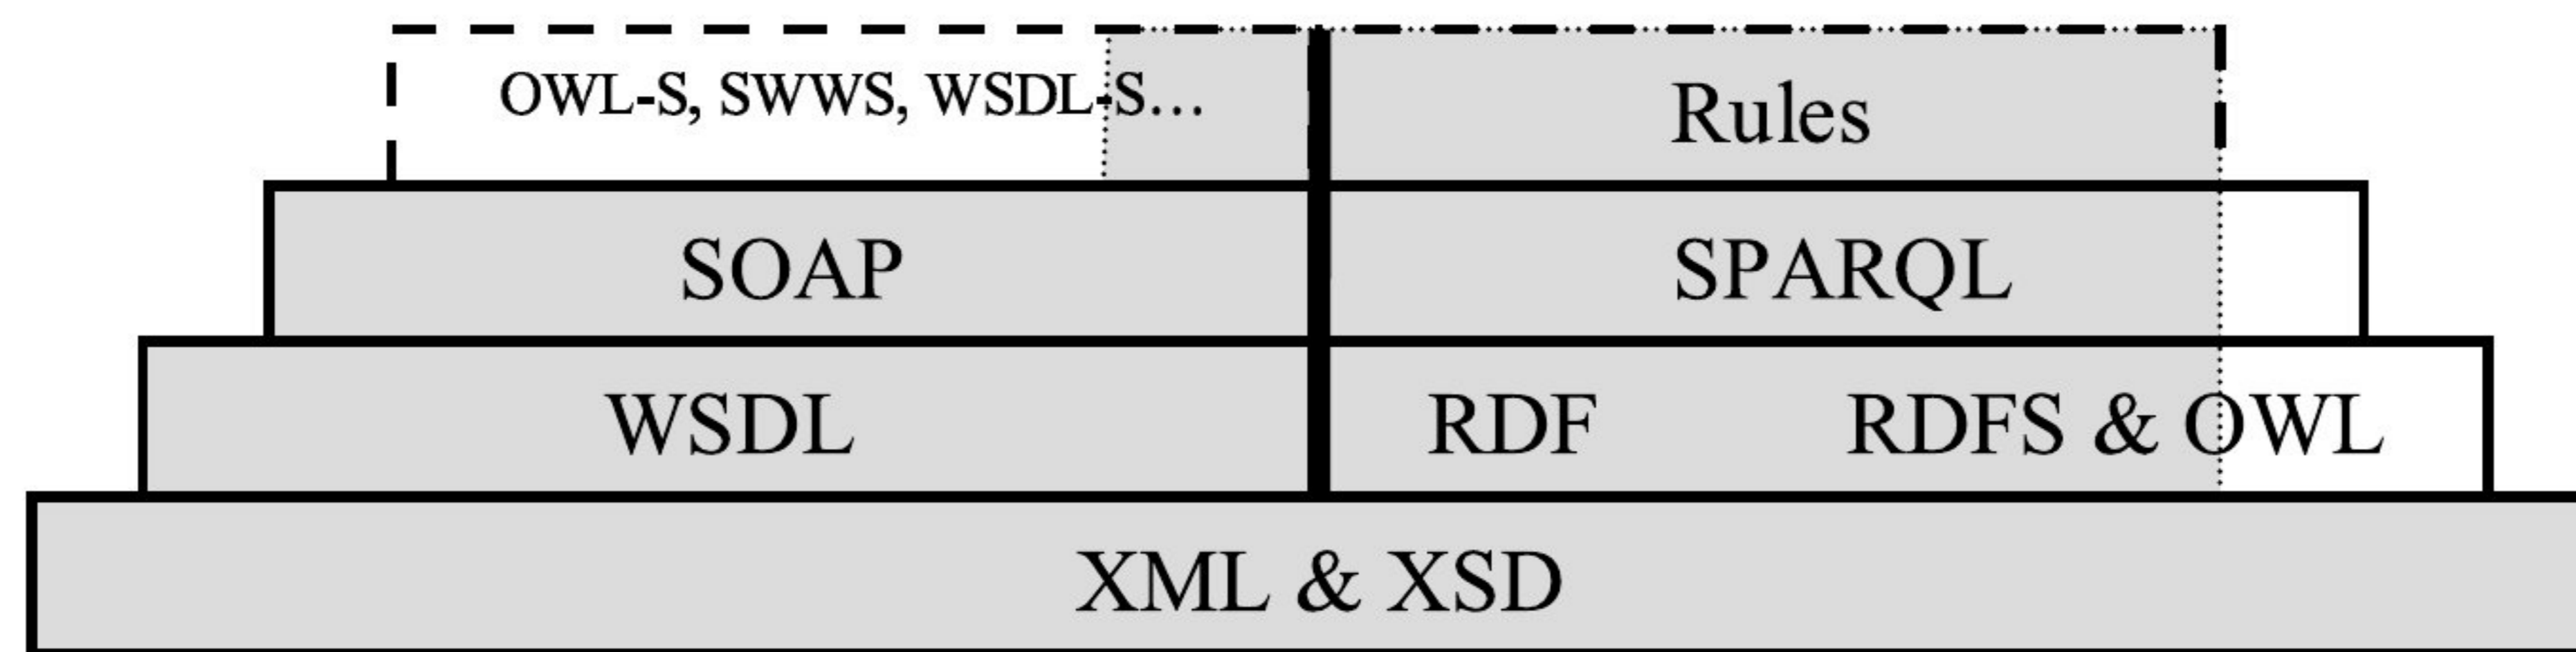 OWL-S, SWWS, WSDL-S...
Rules
SOAP
SPARQL
WSDL
RDF
RDFS & OWL
XML & XSD